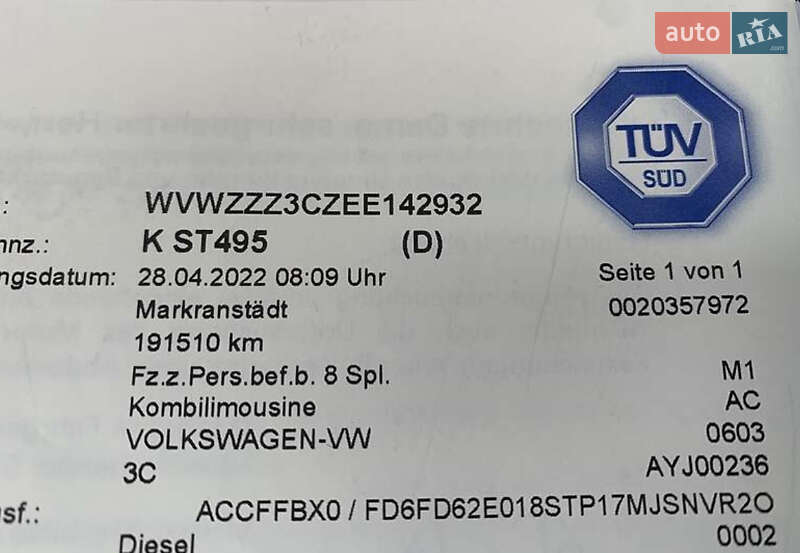 auto RIA .com
TÜV
SÜD
: WVWZZZ3CZEE142932
nnz.: K ST495 (D)
ngsdatum: 28.04.2022 08:09 Uhr Seite 1 von 1
Markranstädt 0020357972
191510 km
Fz.z.Pers.bef.b. 8 Spl. M1
Kombilimousine AC
VOLKSWAGEN-VW 0603
3C AYJ00236
usf.: ACCFFBX0 / FD6FD62E018STP17MJSNVR2O
Diesel 0002